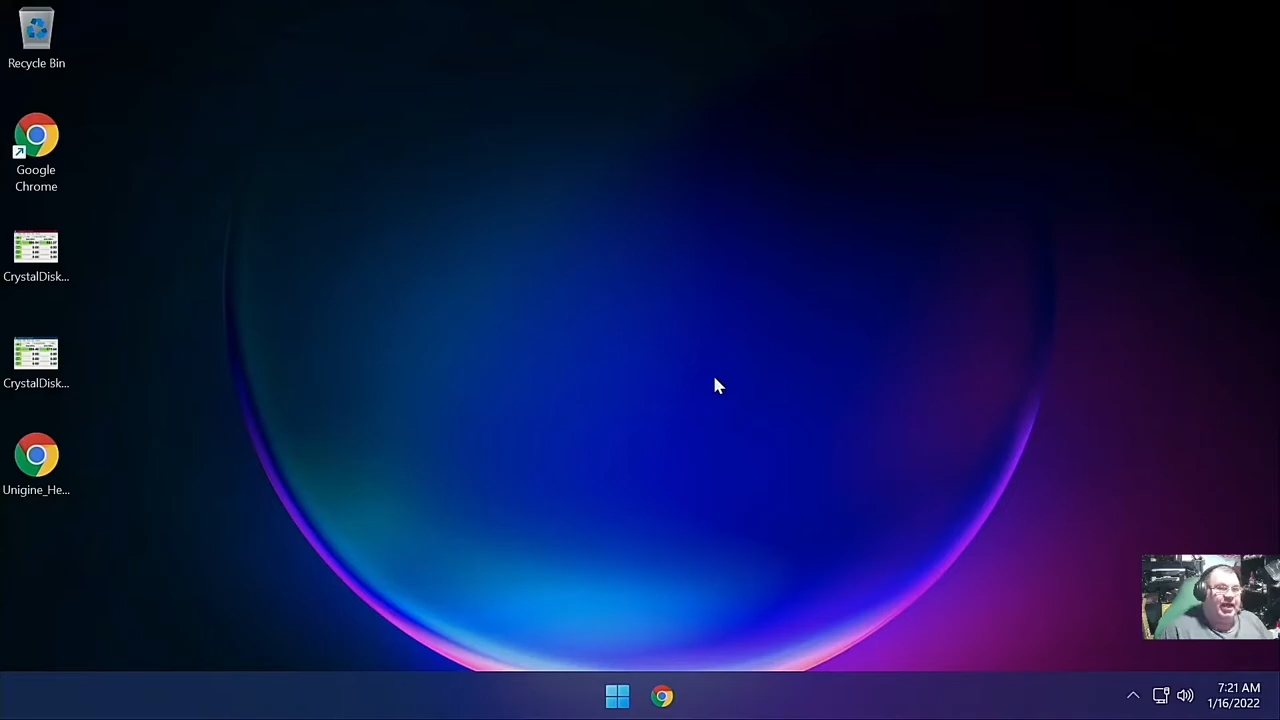 Recycle Bin
Google
Chrome
CrystalDisk...
CrystalDisk...
Unigine_He...
7:21 AM
1/16/2022